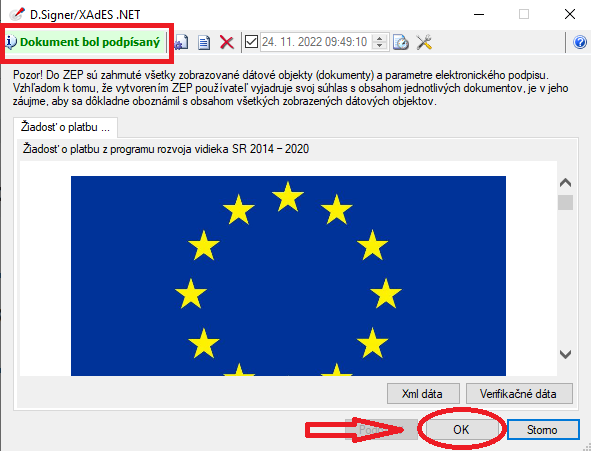 D.Signer/XAdES .NET
Dokument bol podpísaný
24. 11. 2022 09:49:10
Pozor! Do ZEP sú zahrnuté všetky zobrazované dátové objekty (dokumenty) a parametre elektronického podpisu.
Vzhľadom k tomu, že vytvorením ZEP používateľ vyjadruje svoj súhlas s obsahom jednotlivých dokumentov, je v jeho
záujme, aby sa dôkladne oboznámil s obsahom všetkých zobrazených dátových objektov.
Žiadosť o platbu ...
Žiadosť o platbu z programu rozvoja vidieka SR 2014 – 2020
Xml dáta
Verifikačné dáta
OK
Storno